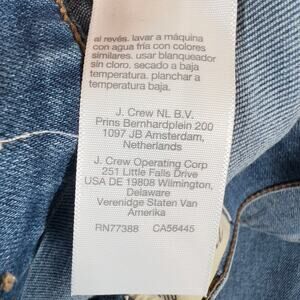 al revés. lavar a máquina
con agua fría con colores
similares. usar blanqueador
sin cloro. secado a baja
temperatura. planchar a
temperatura baja.
J. Crew NL B.V.
Prins Bernhardplein 200
1097 JB Amsterdam,
Netherlands
J. Crew Operating Corp
251 Little Falls Drive
USA DE 19808 Wilmington,
Delaware
Verenidge Staten Van
Amerika
RN77388 CA56445